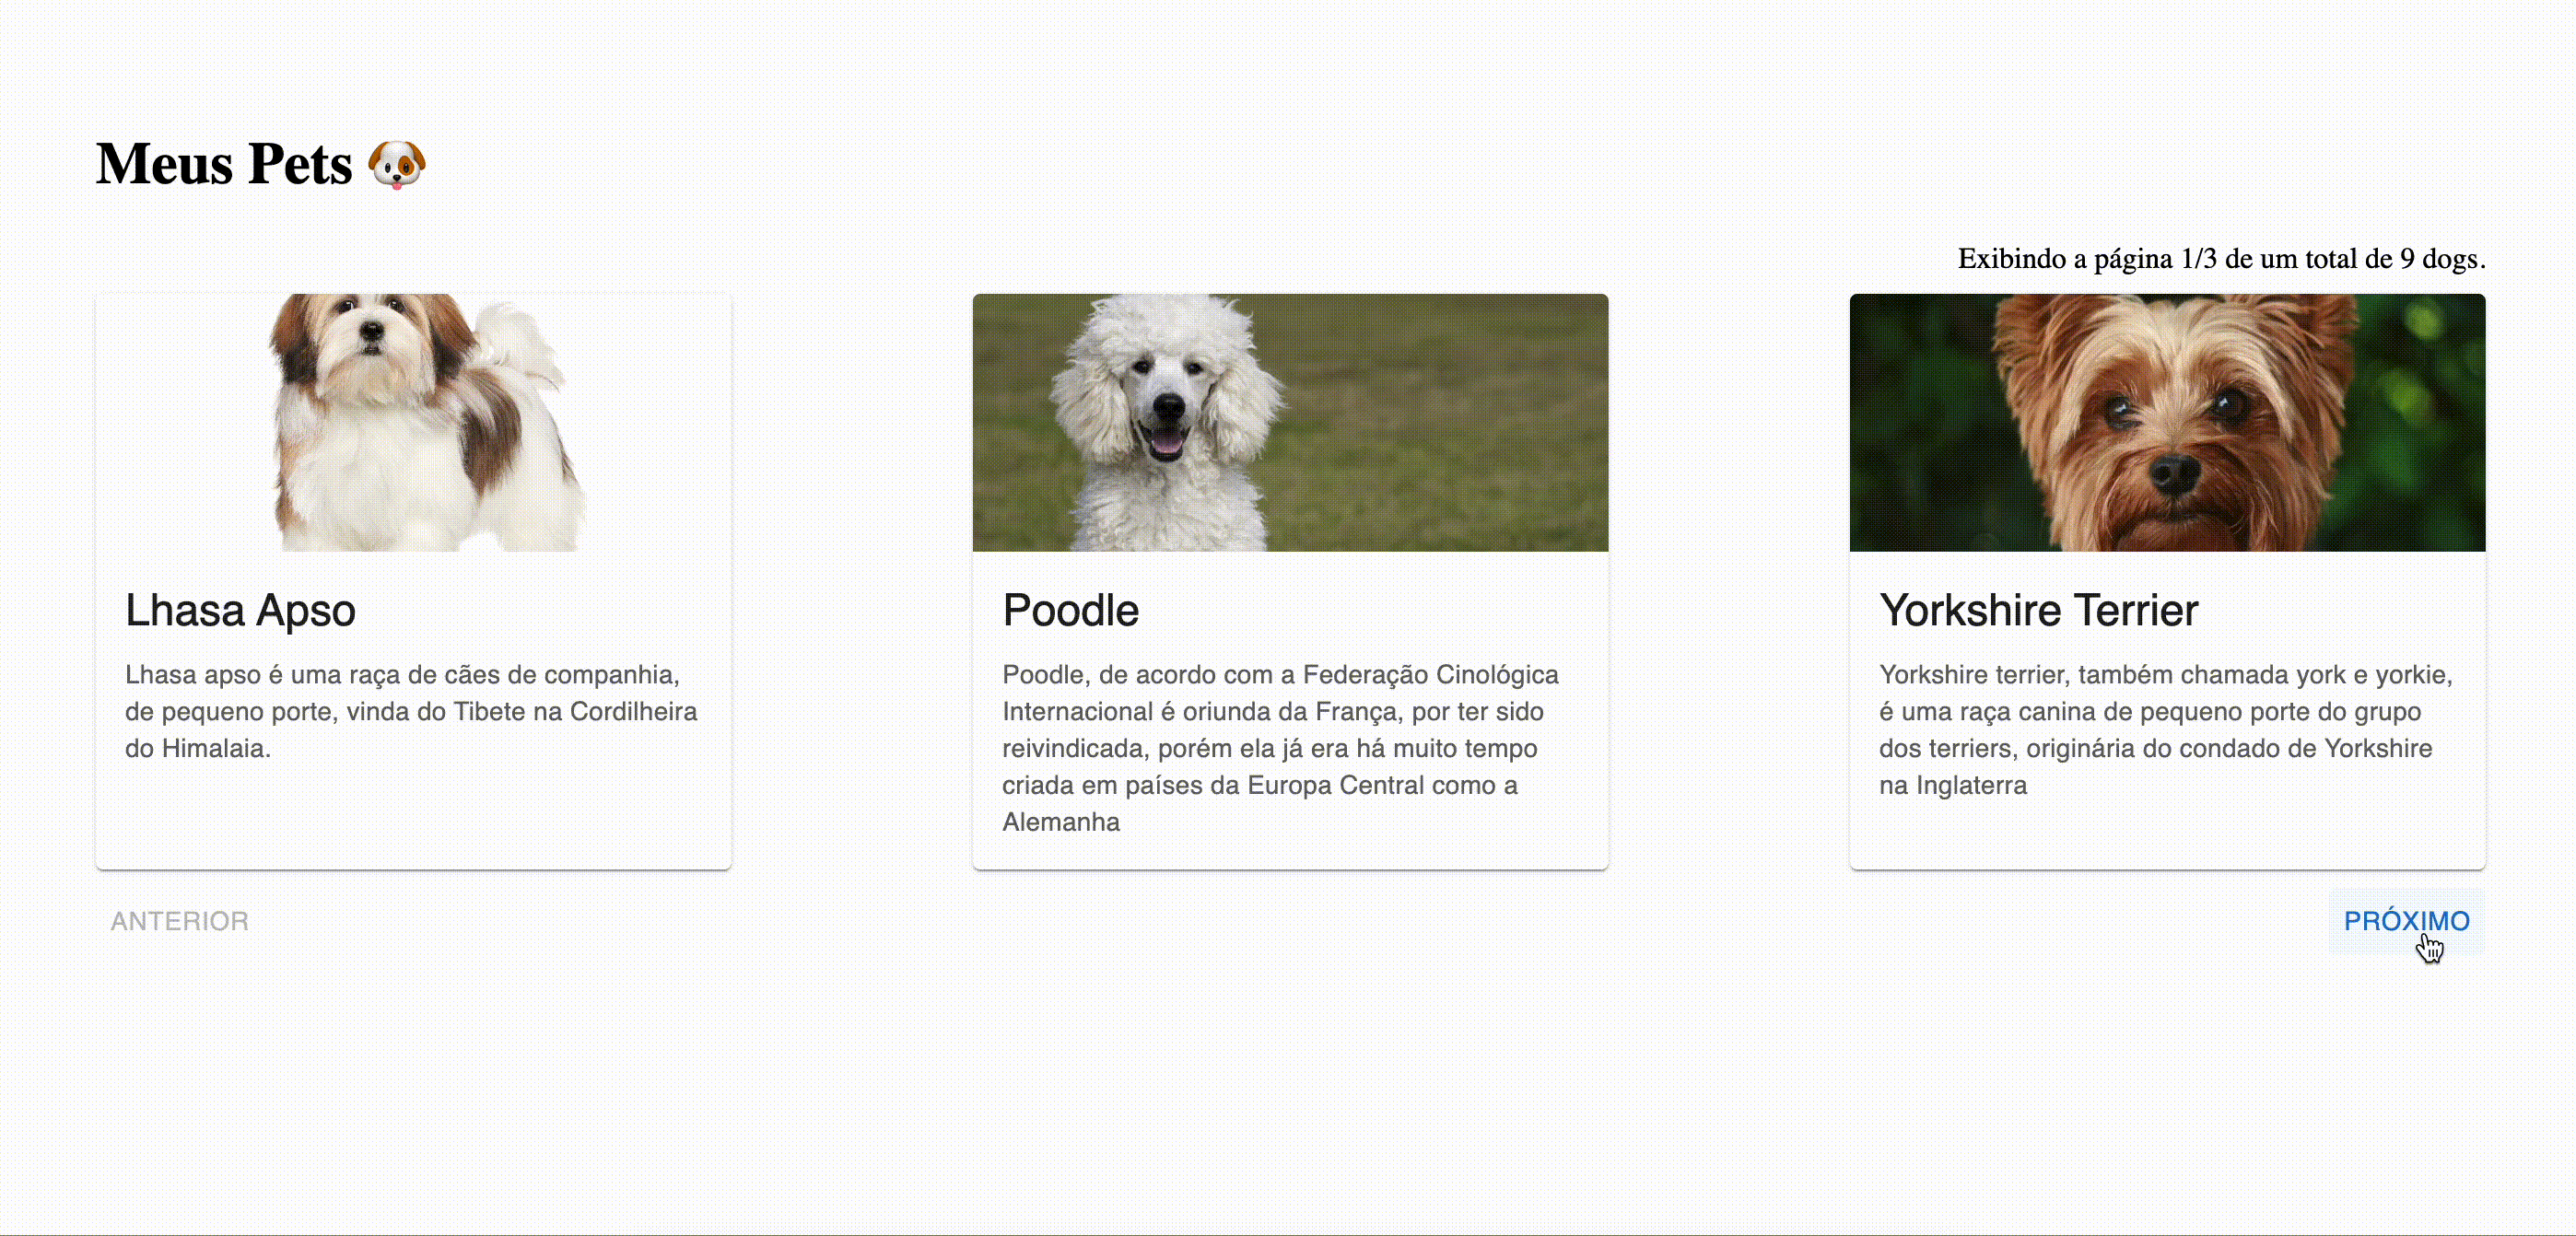 Meus Pets 🐶
Exibindo a página 1/3 de um total de 9 dogs.
Lhasa Apso
Lhasa apso é uma raça de cães de companhia,
de pequeno porte, vinda do Tibete na Cordilheira
do Himalaia.
Poodle
Poodle, de acordo com a Federação Cinológica
Internacional é oriunda da França, por ter sido
reivindicada, porém ela já era há muito tempo
criada em países da Europa Central como a
Alemanha
Yorkshire Terrier
Yorkshire terrier, também chamada york e yorkie,
é uma raça canina de pequeno porte do grupo
dos terriers, originária do condado de Yorkshire
na Inglaterra
ANTERIOR
PRÓXIMO